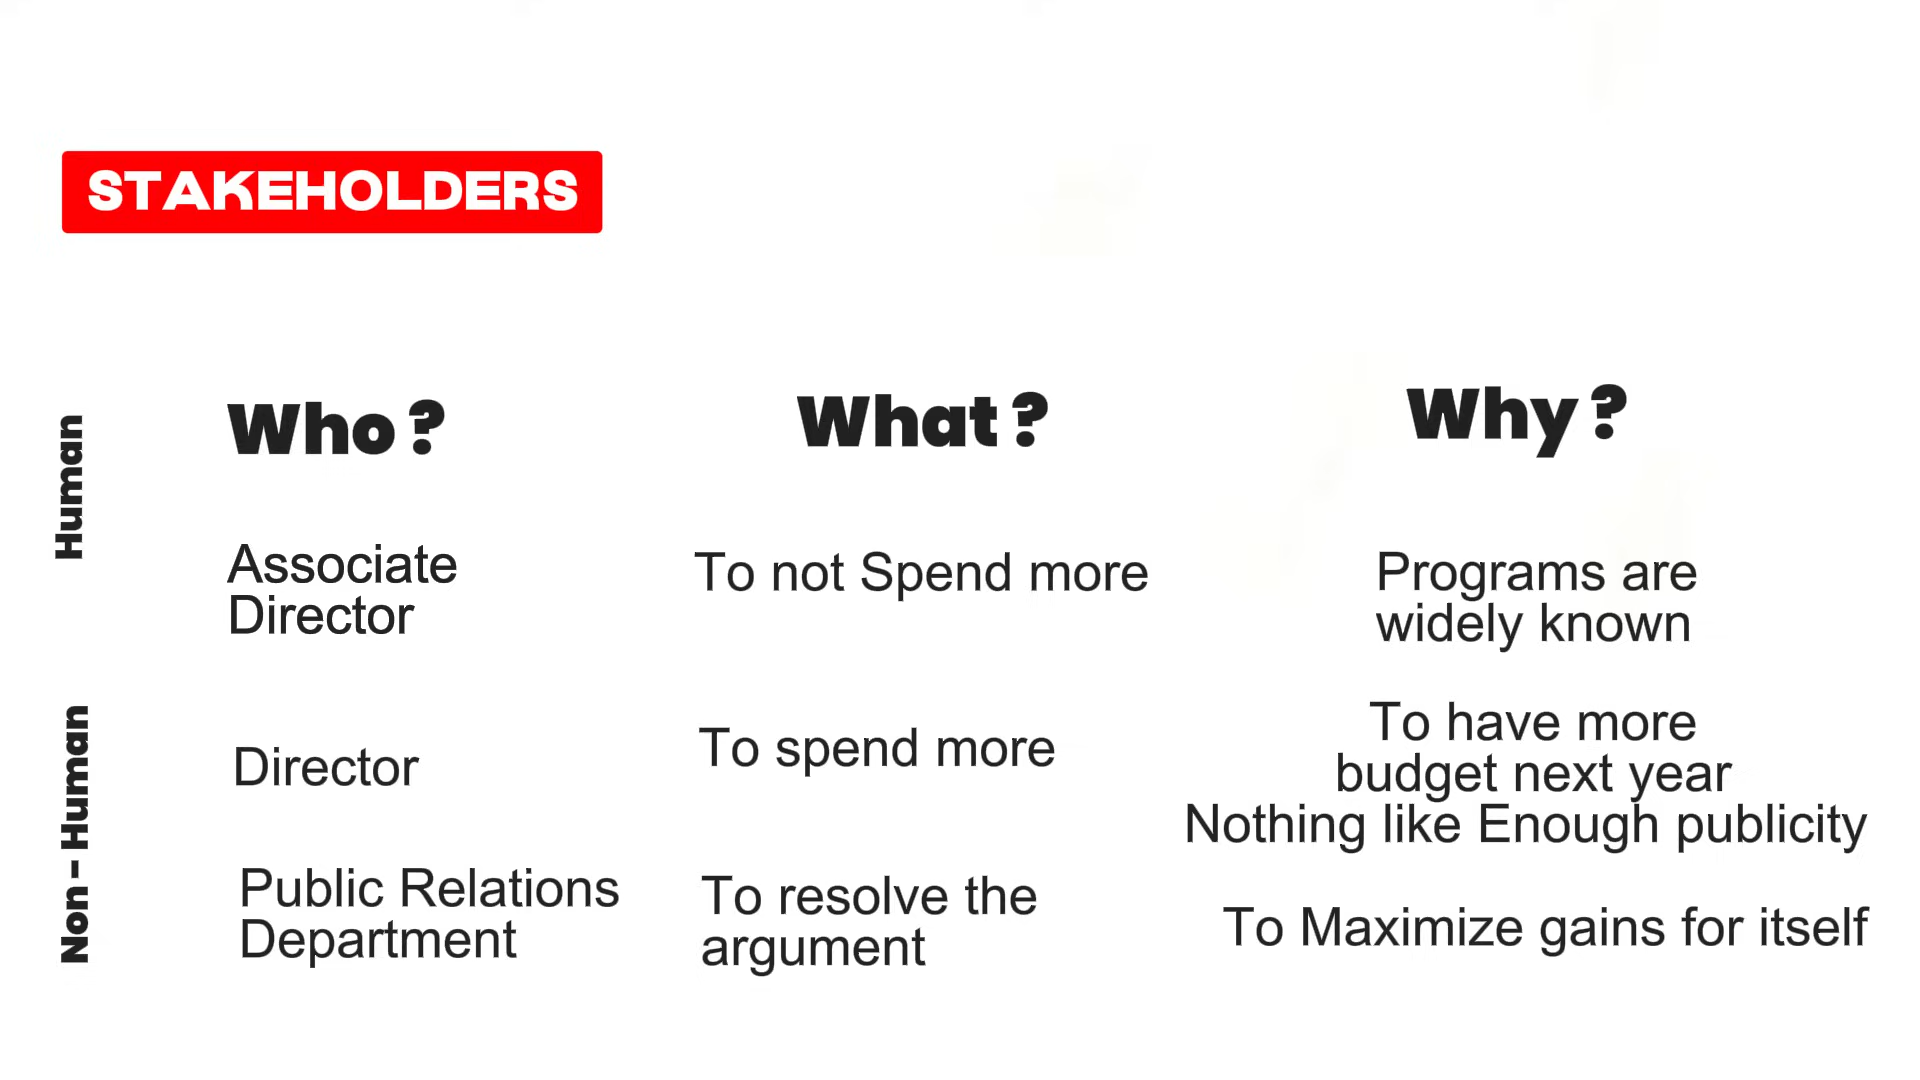 STAKEHOLDERS
Human
Who ?
What ?
Why ?
Associate
Director
To not Spend more
Programs are
widely known
Non - Human
Director
To spend more
To have more
budget next year
Nothing like Enough publicity
Public Relations
Department
To resolve the
argument
To Maximize gains for itself